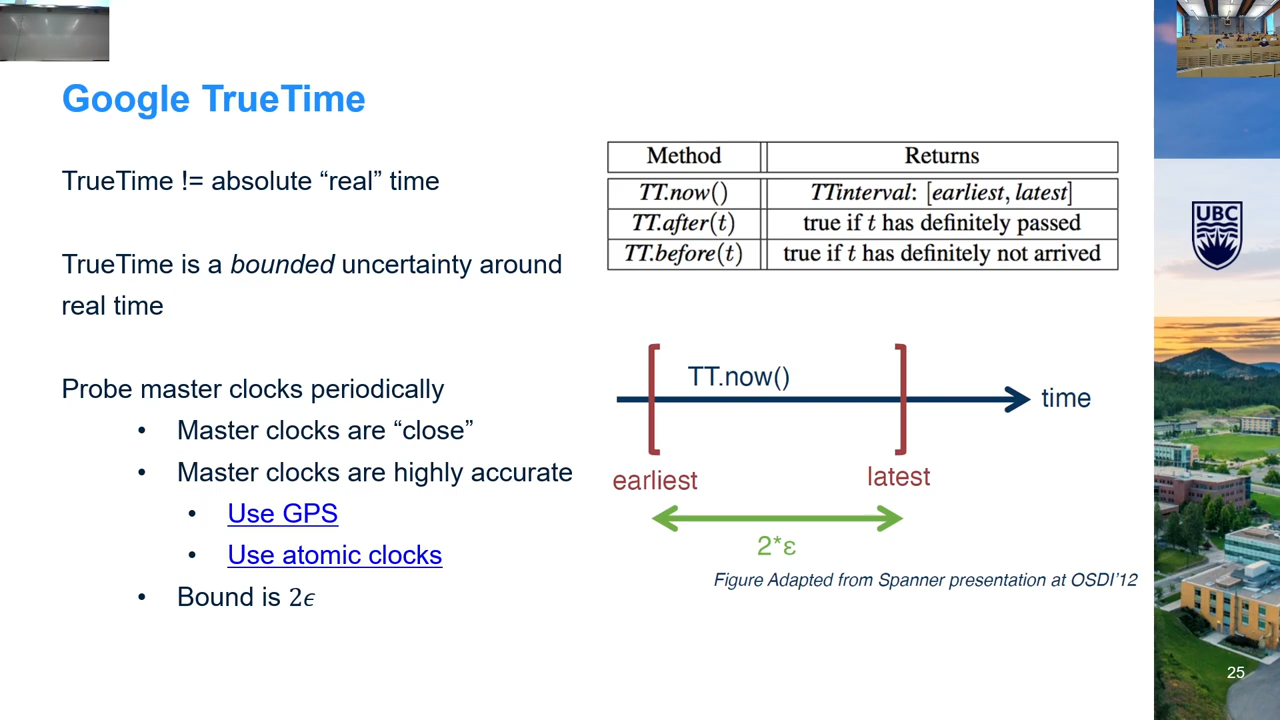 Google TrueTime
TrueTime != absolute “real” time
TrueTime is a bounded uncertainty around
real time
Probe master clocks periodically
• Master clocks are “close”
• Master clocks are highly accurate
• Use GPS
• Use atomic clocks
• Bound is 2ϵ
Method Returns
TT.now() TTinterval: [earliest, latest]
TT.after(t) true if t has definitely passed
TT.before(t) true if t has definitely not arrived
TT.now()
time
earliest
latest
2*ε
Figure Adapted from Spanner presentation at OSDI’12
UBC
25